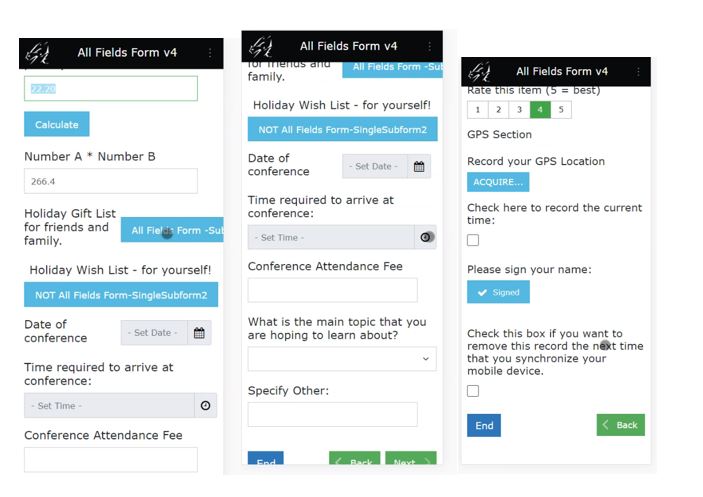 All Fields Form v4
22.20
Calculate
Number A * Number B
266.4
Holiday Gift List
for friends and
family.
All Fields Form -Sub
Holiday Wish List - for yourself!
NOT All Fields Form-SingleSubform2
Date of
conference
- Set Date -
Time required to arrive at
conference:
- Set Time -
Conference Attendance Fee
All Fields Form v4
for friends and
family.
All Fields Form -Sub
Holiday Wish List - for yourself!
NOT All Fields Form-SingleSubform2
Date of
conference
- Set Date -
Time required to arrive at
conference:
- Set Time -
Conference Attendance Fee
What is the main topic that you
are hoping to learn about?
Specify Other:
End
Back
Next
All Fields Form v4
Rate this item (5 = best)
1 2 3 4 5
GPS Section
Record your GPS Location
ACQUIRE...
Check here to record the current
time:
Please sign your name:
Signed
Check this box if you want to
remove this record the next time
that you synchronize your
mobile device.
End
Back